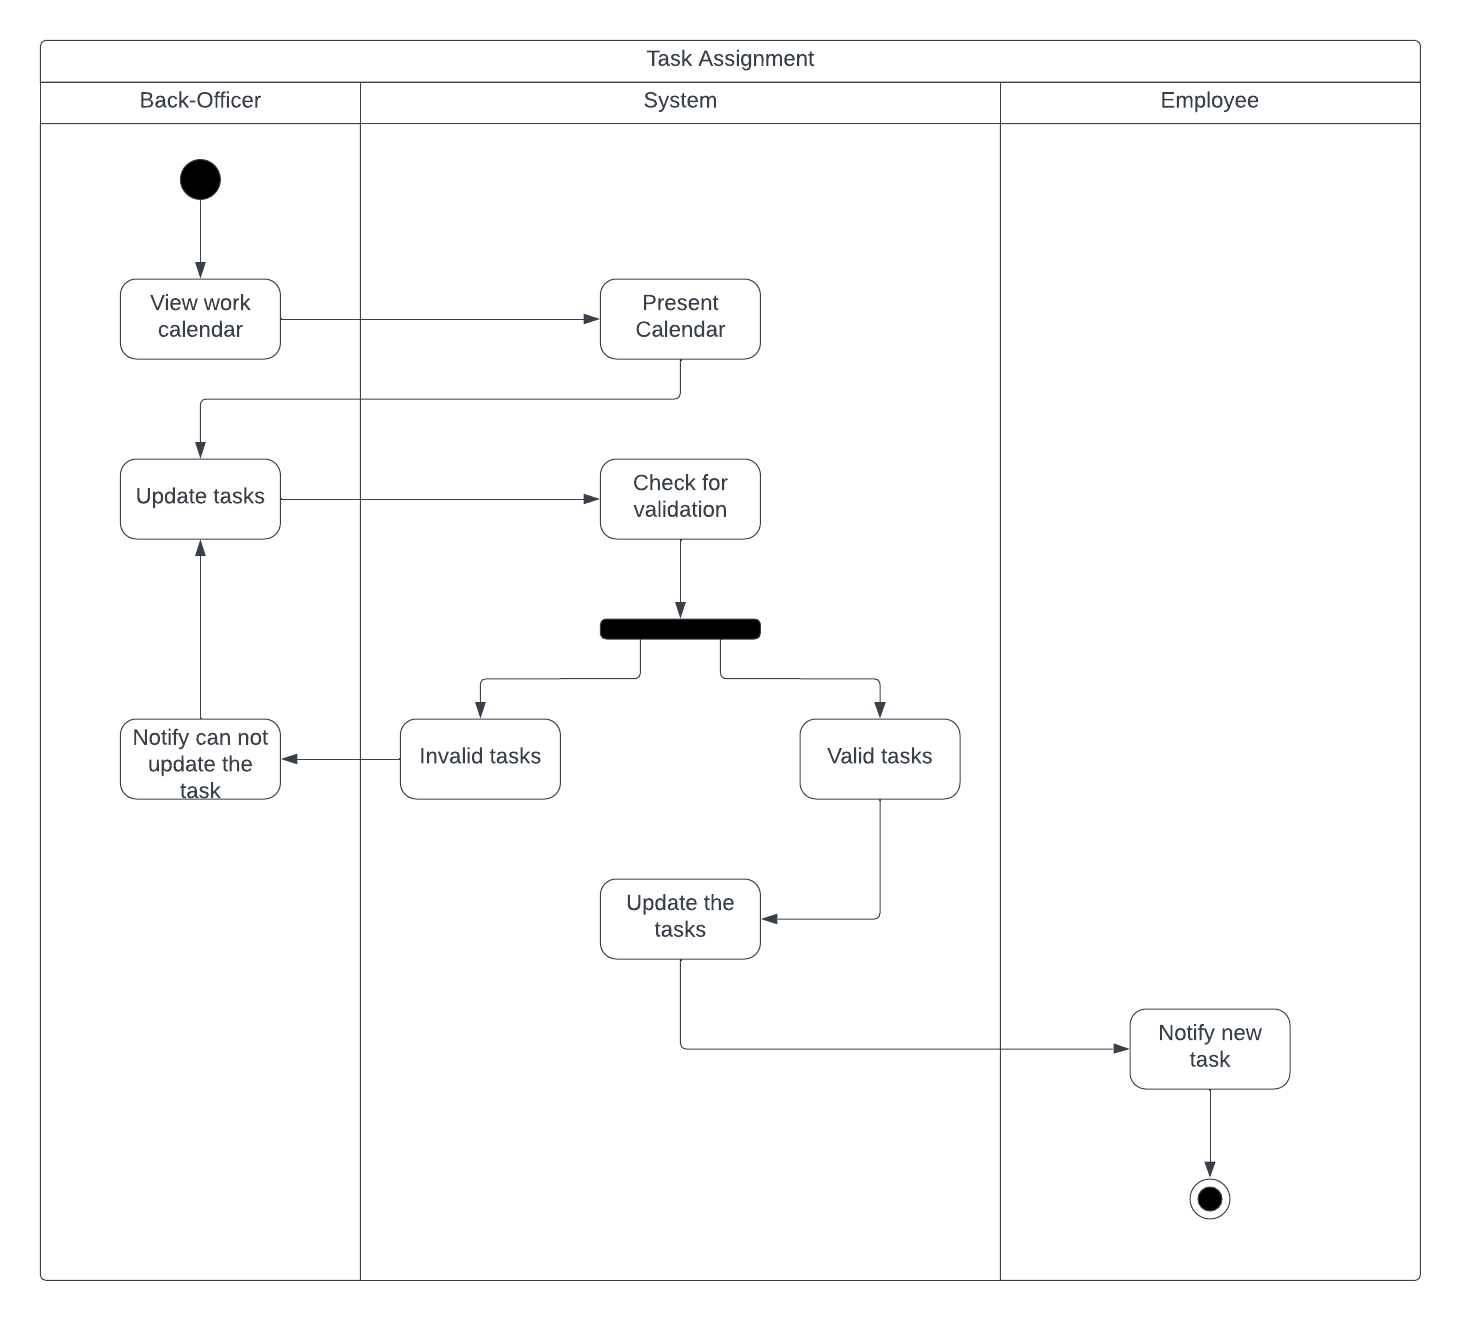 Task Assignment
Back-Officer
System
Employee
View work
calendar
Present
Calendar
Update tasks
Check for
validation
Notify can not
update the
task
Invalid tasks
Valid tasks
Update the
tasks
Notify new
task